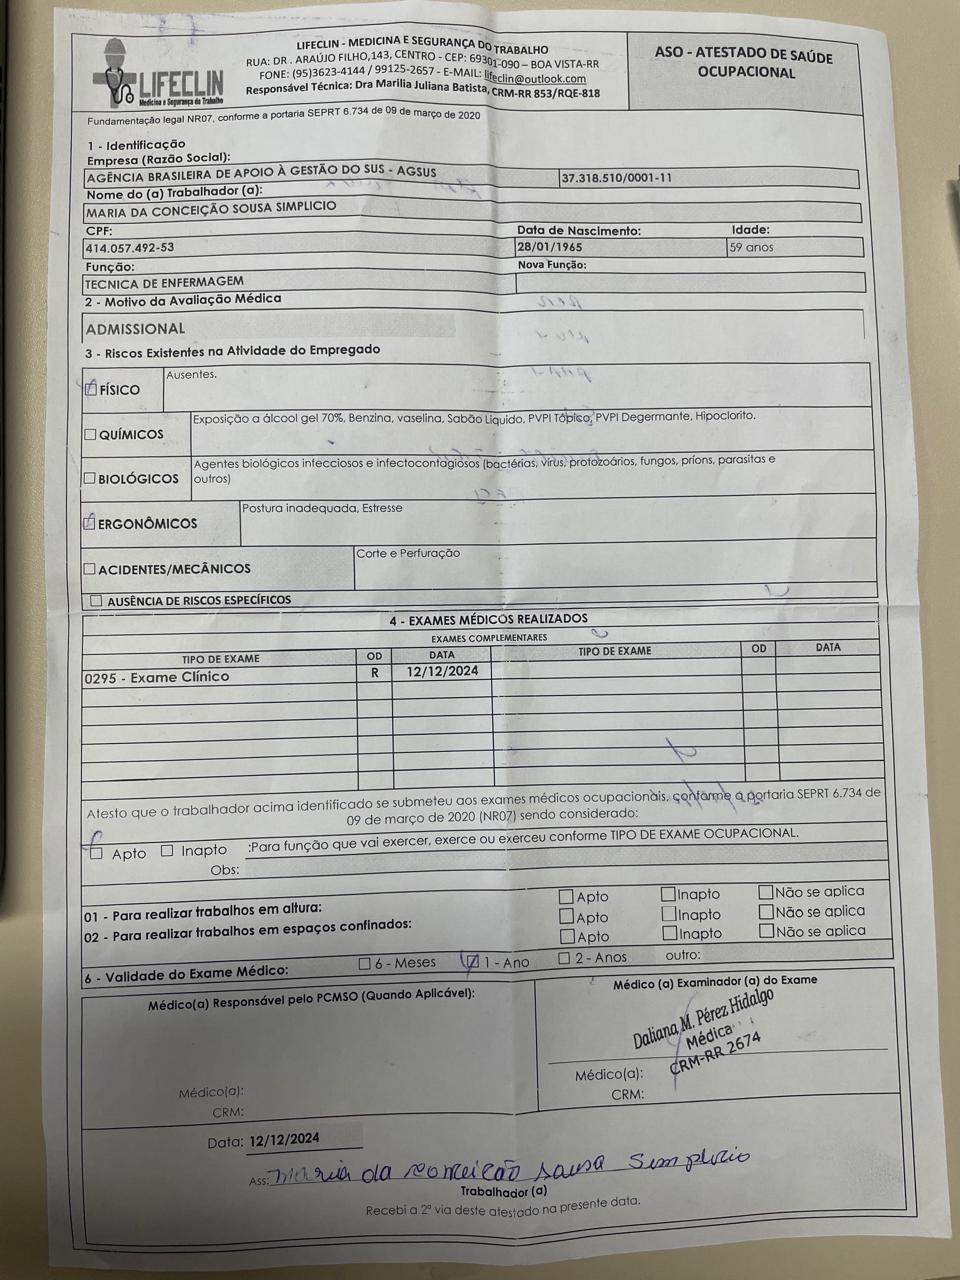 LIFECLIN
Medicina e Segurança do Trabalho
LIFECLIN - MEDICINA E SEGURANÇA DO TRABALHO
RUA: DR . ARAÚJO FILHO,143, CENTRO - CEP: 69301-090 – BOA VISTA-RR
FONE: (95)3623-4144 / 99125-2657 - E-MAIL: lifeclin@outlook.com
Responsável Técnica: Dra Marilia Juliana Batista, CRM-RR 853/RQE-818
ASO - ATESTADO DE SAÚDE
OCUPACIONAL
Fundamentação legal NR07, conforme a portaria SEPRT 6.734 de 09 de março de 2020
1 - Identificação
Empresa (Razão Social):
AGÊNCIA BRASILEIRA DE APOIO À GESTÃO DO SUS - AGSUS 37.318.510/0001-11
Nome do (a) Trabalhador (a):
MARIA DA CONCEIÇÃO SOUSA SIMPLICIO
CPF: Data de Nascimento: Idade:
414.057.492-53 28/01/1965 59 anos
Função: Nova Função:
TECNICA DE ENFERMAGEM
2 - Motivo da Avaliação Médica
ADMISSIONAL
3 - Riscos Existentes na Atividade do Empregado
FÍSICO Ausentes.
QUÍMICOS Exposição a álcool gel 70%, Benzina, vaselina, Sabão Liquido, PVPI Tópico, PVPI Degermante, Hipoclorito.
BIOLÓGICOS Agentes biológicos infecciosos e infectocontagiosos (bactérias, vírus, protozoários, fungos, príons, parasitas e
outros)
ERGONÔMICOS Postura inadequada, Estresse
ACIDENTES/MECÂNICOS Corte e Perfuração
AUSÊNCIA DE RISCOS ESPECÍFICOS
4 - EXAMES MÉDICOS REALIZADOS
EXAMES COMPLEMENTARES
TIPO DE EXAME OD DATA TIPO DE EXAME OD DATA
0295 - Exame Clínico R 12/12/2024
Atesto que o trabalhador acima identificado se submeteu aos exames médicos ocupacionais, conforme a portaria SEPRT 6.734 de
09 de março de 2020 (NR07) sendo considerado:
Apto Inapto :Para função que vai exercer, exerce ou exerceu conforme TIPO DE EXAME OCUPACIONAL.
Obs:
01 - Para realizar trabalhos em altura: Apto Inapto Não se aplica
02 - Para realizar trabalhos em espaços confinados: Apto Inapto Não se aplica
Apto Inapto Não se aplica
6 - Validade do Exame Médico: 6 - Meses 1 - Ano 2 - Anos outro:
Médico(a) Responsável pelo PCMSO (Quando Aplicável):
Médico(a):
CRM:
Médico (a) Examinador (a) do Exame
Daliana M. Pérez Hidalgo
Médica
CRM-RR 2674
Médico(a):
CRM:
Data: 12/12/2024
Ass: Maria da Conceição Sousa Simplicio
Trabalhador (a)
Recebi a 2ª via deste atestado na presente data.